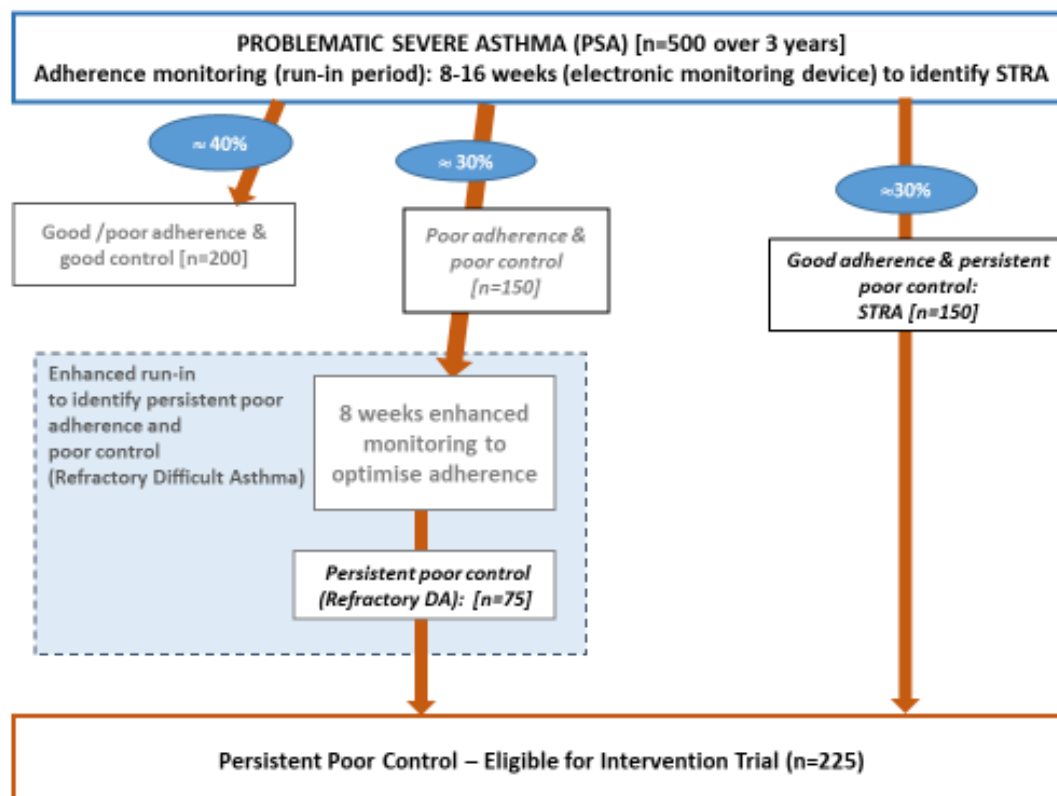 PROBLEMATIC SEVERE ASTHMA (PSA) [n=500 over 3 years]
Adherence monitoring (run-in period): 8-16 weeks (electronic monitoring device) to identify STRA
≈ 40%
≈ 30%
≈30%
Good /poor adherence &
good control [n=200]
Poor adherence &
poor control
[n=150]
Good adherence & persistent
poor control:
STRA [n=150]
Enhanced run-in
to identify persistent poor
adherence and
poor control
(Refractory Difficult Asthma)
8 weeks enhanced
monitoring to
optimise adherence
Persistent poor control
(Refractory DA): [n=75]
Persistent Poor Control – Eligible for Intervention Trial (n=225)